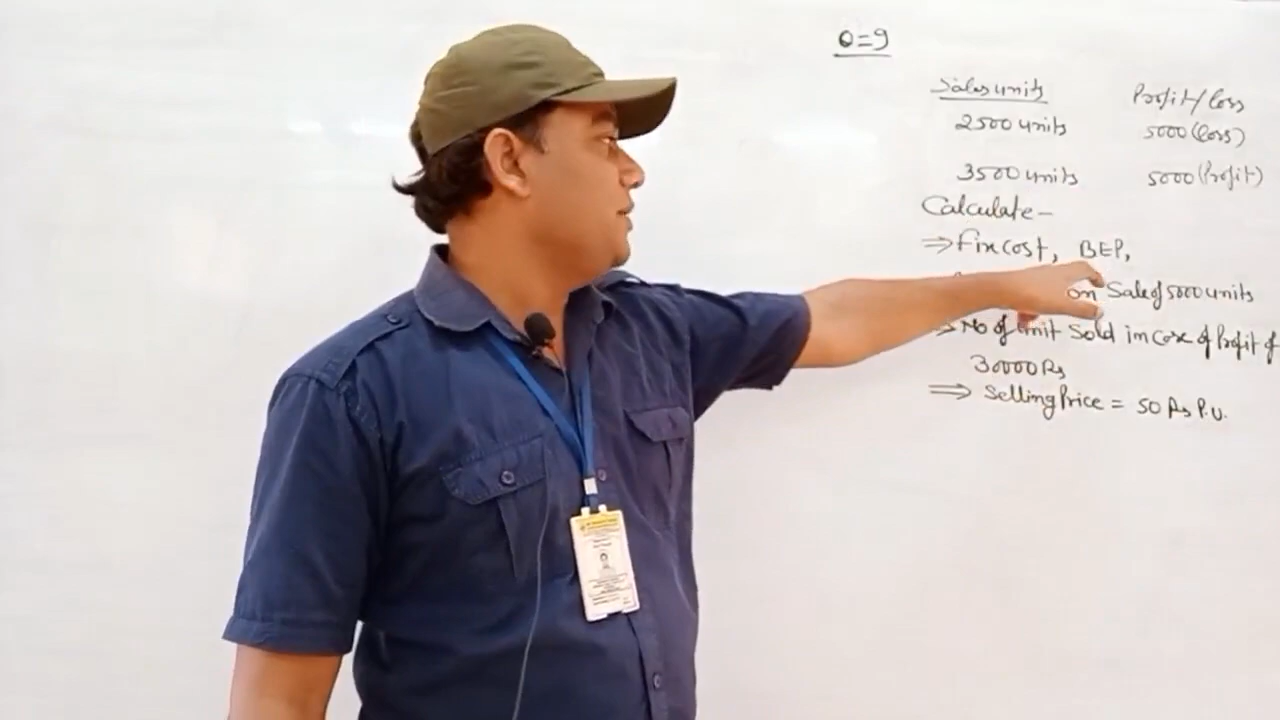 Q=9
Sales units Profit/loss
2500 units 5000 (loss)
3500 units 5000 (Profit)
Calculate-
⇒ Fix cost, BEP,
on Sale of 5000 units
⇒ No of unit Sold in case of Profit of
30000 Rs
⇒ Selling Price = 50 Rs P.U.